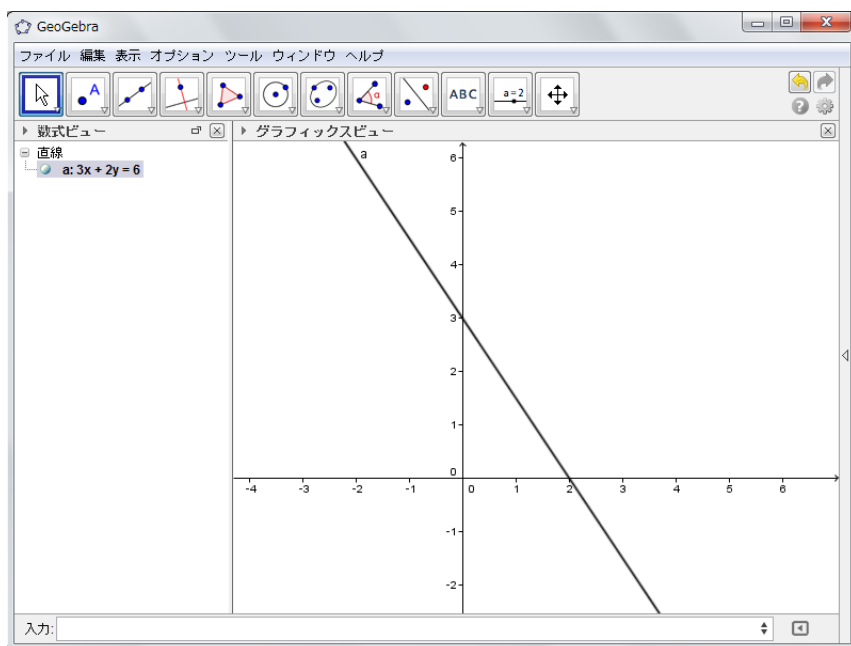 GeoGebra
ファイル 編集 表示 オプション ツール ウィンドウ ヘルプ
A α ABC a=2
数式ビュー
直線
a: 3x + 2y = 6
グラフィックスビュー
a
6
5
4
3
2
1
0
-4 -3 -2 -1 0 1 2 3 4 5 6
-1
-2
入力: